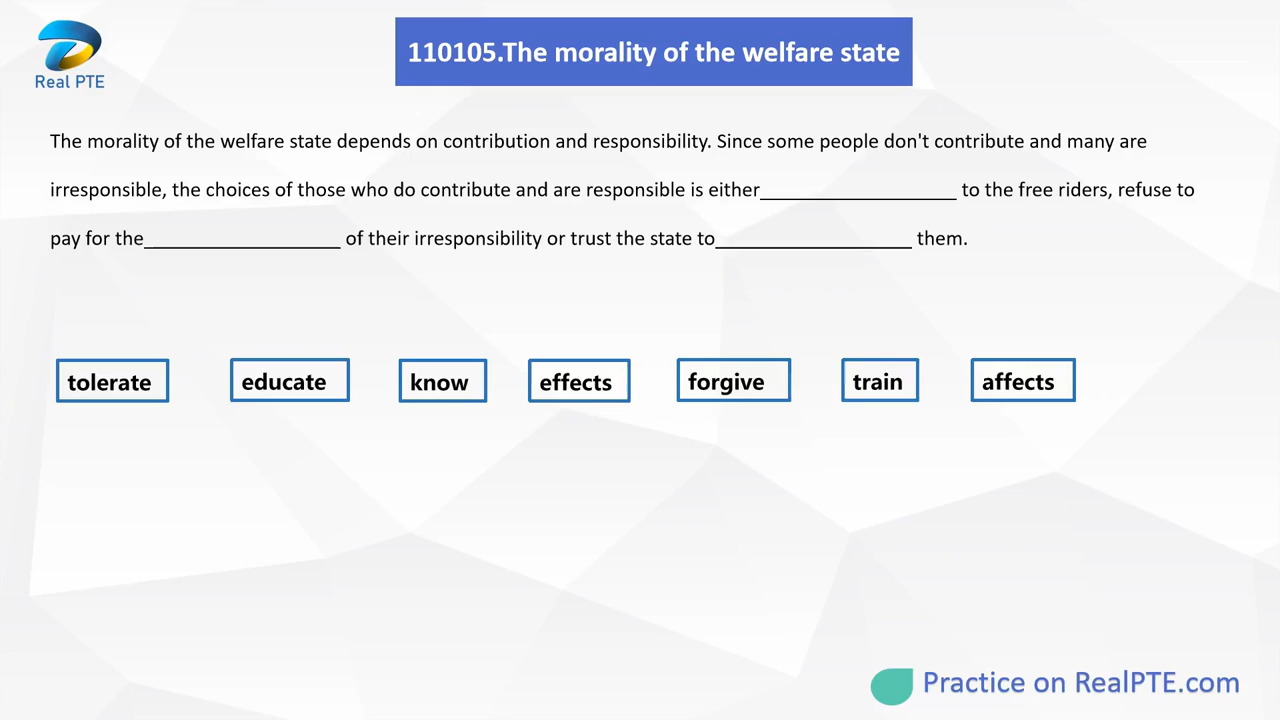 Real PTE
110105.The morality of the welfare state
The morality of the welfare state depends on contribution and responsibility. Since some people don't contribute and many are
irresponsible, the choices of those who do contribute and are responsible is either__________________ to the free riders, refuse to
pay for the__________________ of their irresponsibility or trust the state to__________________ them.
tolerate educate know effects forgive train affects
Practice on RealPTE.com